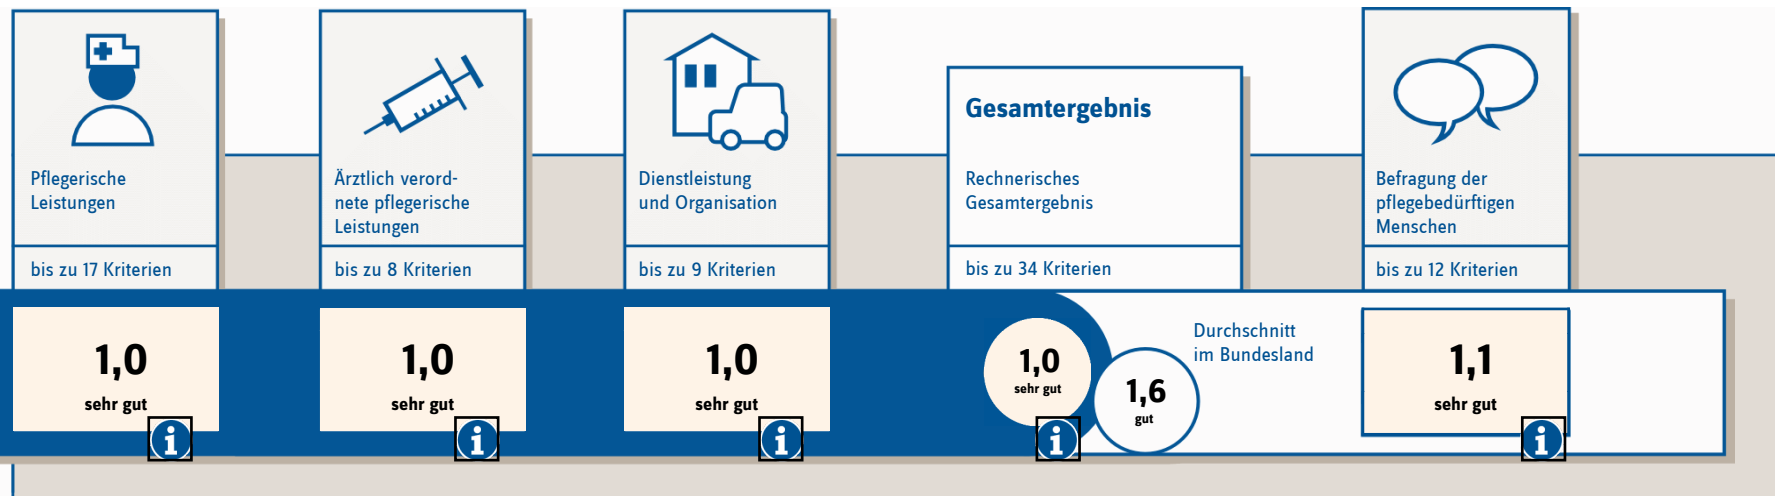 Pflegerische
Leistungen
bis zu 17 Kriterien
1,0
sehr gut
Ärztlich verord-
nete pflegerische
Leistungen
bis zu 8 Kriterien
1,0
sehr gut
Dienstleistung
und Organisation
bis zu 9 Kriterien
1,0
sehr gut
Gesamtergebnis
Rechnerisches
Gesamtergebnis
bis zu 34 Kriterien
1,0
sehr gut
1,6
gut
Durchschnitt
im Bundesland
Befragung der
pflegebedürftigen
Menschen
bis zu 12 Kriterien
1,1
sehr gut